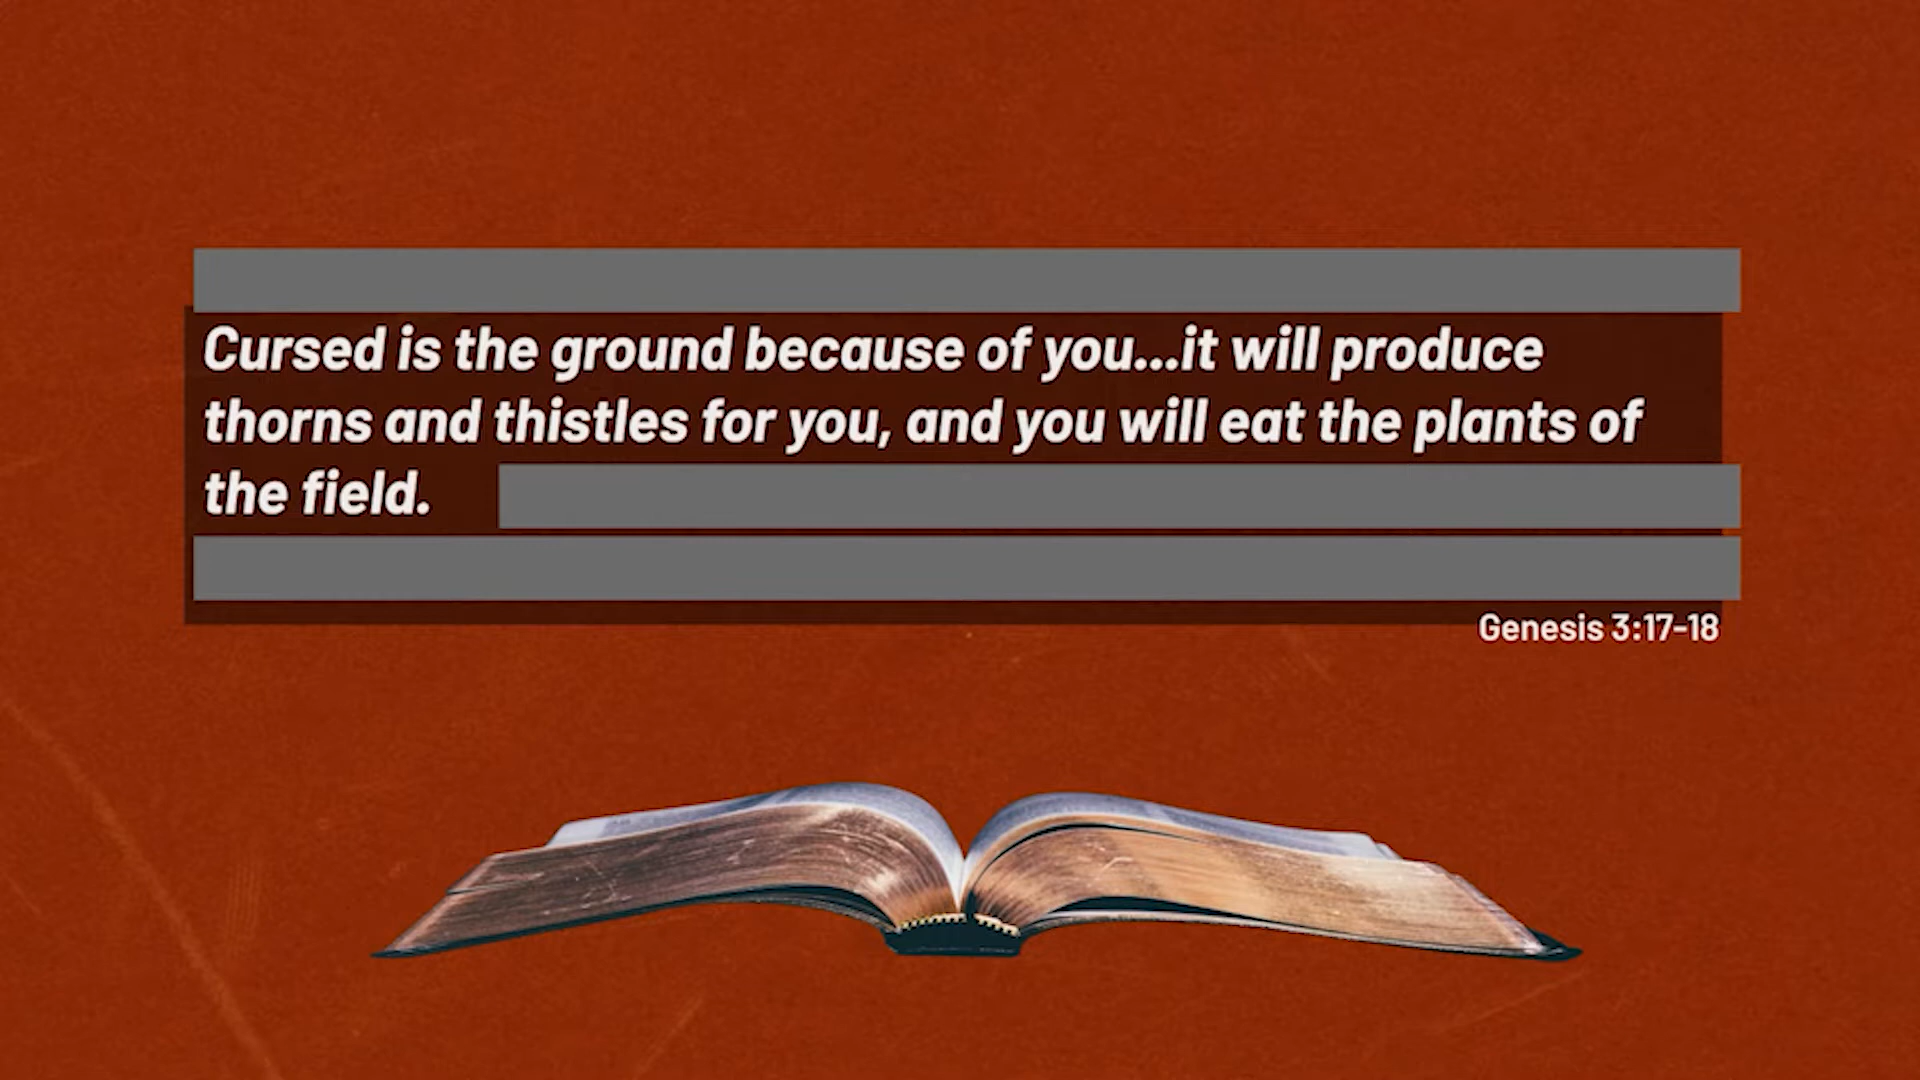 Cursed is the ground because of you...it will produce
thorns and thistles for you, and you will eat the plants of
the field.
Genesis 3:17-18